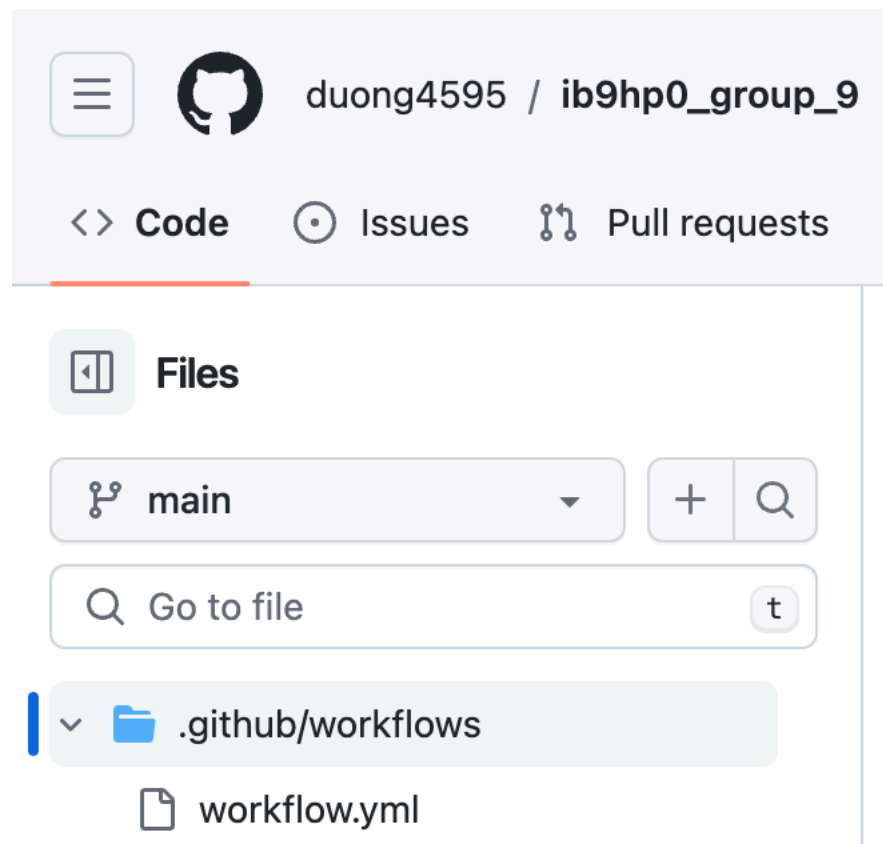 duong4595 / ib9hp0_group_9
<> Code Issues Pull requests
Files
main
Go to file t
.github/workflows
workflow.yml